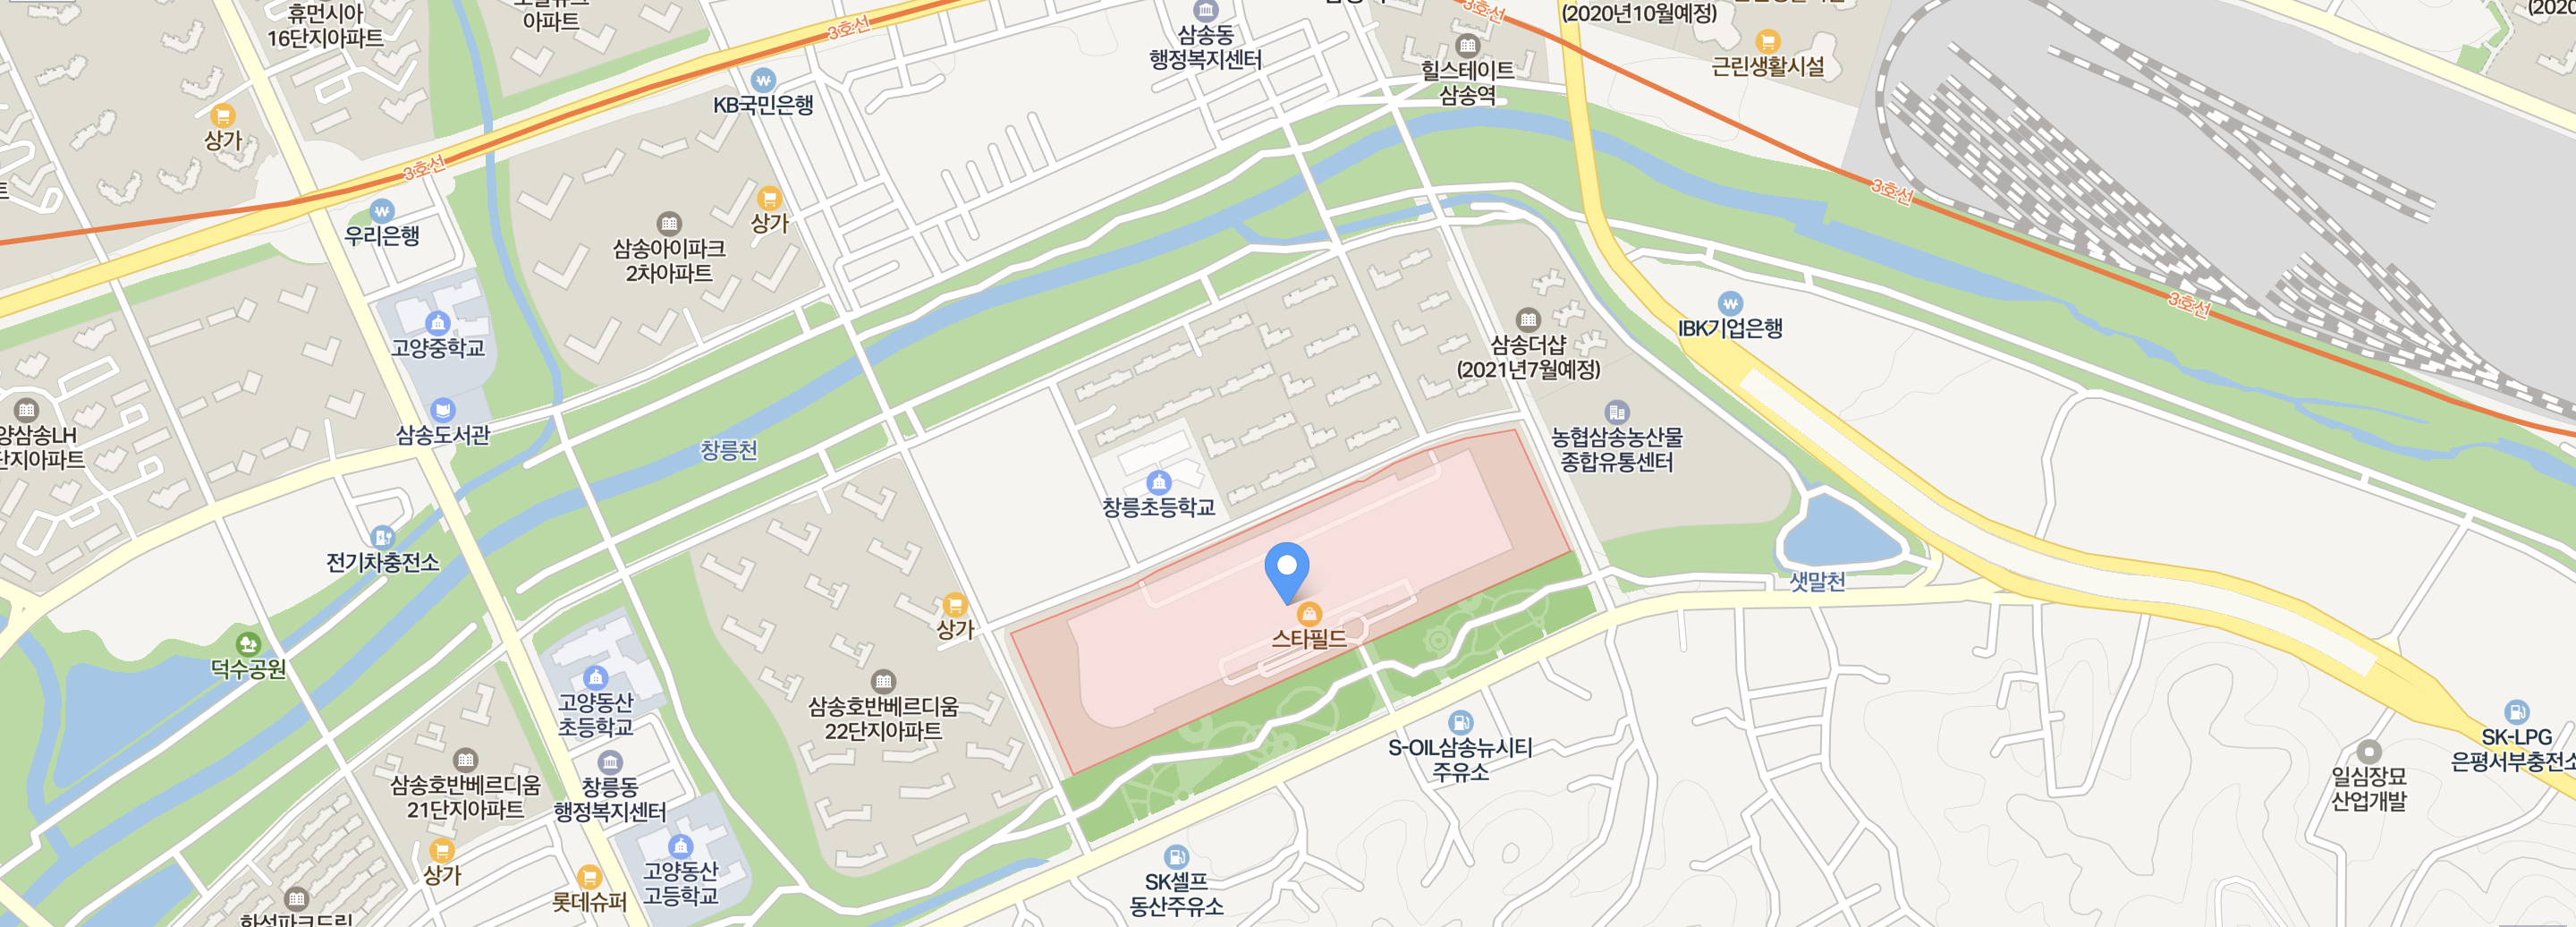 휴먼시아
16단지아파트
아파트
3호선
삼송동
행정복지센터
3호선
(2020년10월예정)
힐스테이트
삼송역
근린생활시설
KB국민은행
상가
3호선
우리은행
상가
삼송아이파크
2차아파트
3호선
고양중학교
IBK기업은행
3호선
삼송더샵
(2021년7월예정)
삼송도서관
양삼송LH
단지아파트
창릉천
농협삼송농산물
종합유통센터
창릉초등학교
전기차충전소
샛말천
상가
스타필드
덕수공원
고양동산
초등학교
삼송호반베르디움
22단지아파트
S-OIL삼송뉴시티
주유소
SK-LPG
은평서부충전소
일심장묘
산업개발
삼송호반베르디움
21단지아파트
창릉동
행정복지센터
상가
롯데슈퍼
고양동산
고등학교
SK셀프
동산주유소